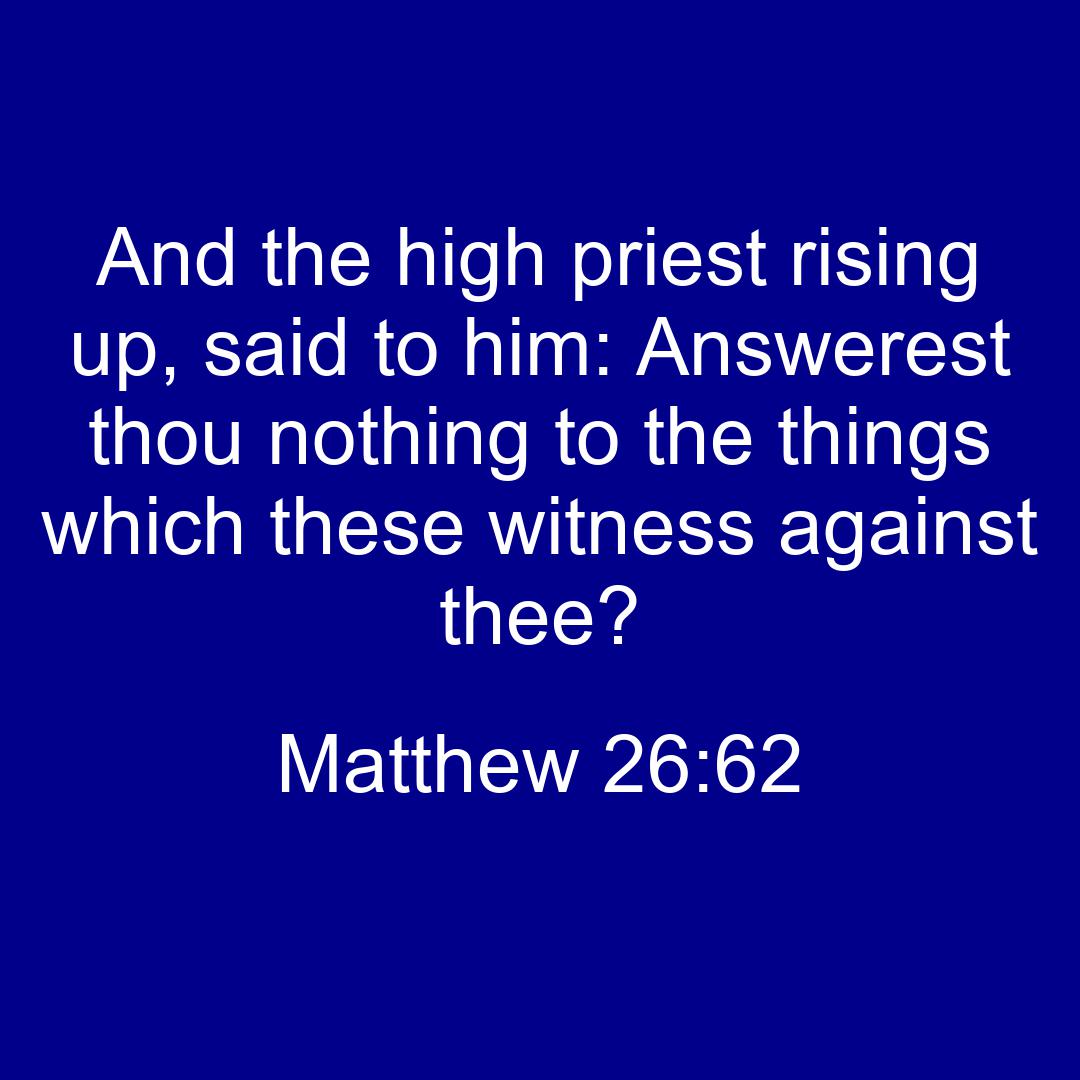 And the high priest rising
up, said to him: Answerest
thou nothing to the things
which these witness against
thee?
Matthew 26:62